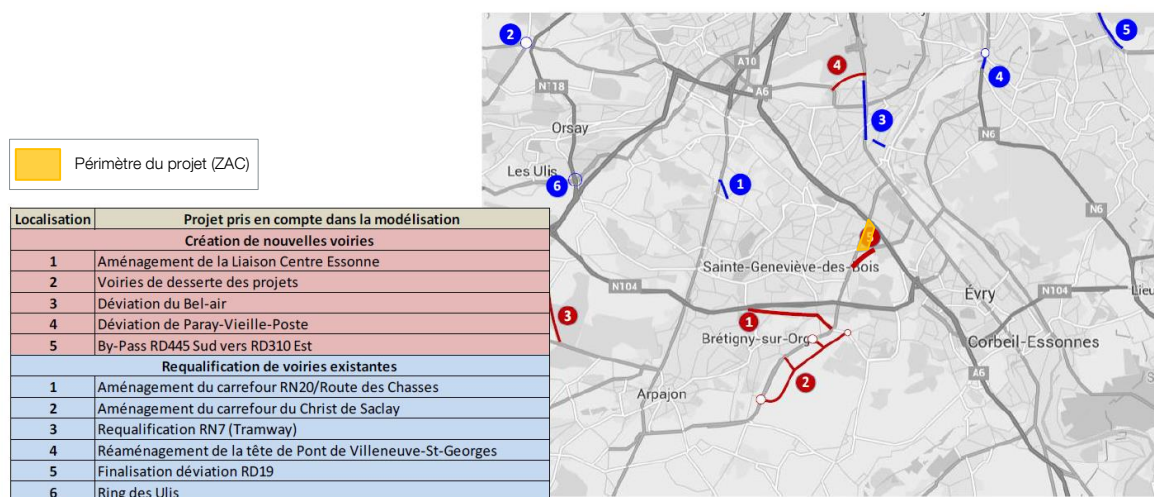 Périmètre du projet (ZAC)
Localisation Projet pris en compte dans la modélisation
Création de nouvelles voiries
1 Aménagement de la Liaison Centre Essonne
2 Voiries de desserte des projets
3 Déviation du Bel-air
4 Déviation de Paray-Vieille-Poste
5 By-Pass RD445 Sud vers RD310 Est
Requalification de voiries existantes
1 Aménagement du carrefour RN20/Route des Chasses
2 Aménagement du carrefour du Christ de Saclay
3 Requalification RN7 (Tramway)
4 Réaménagement de la tête de Pont de Villeneuve-St-Georges
5 Finalisation déviation RD19
6 Ring des Ulis
2
5
A10
4
4
N118
A6
3
Orsay
N6
Les Ulis
6
1
N6
Sainte-Geneviève-des-Bois
N104
Évry
N104
Lieu
3
1
Brétigny-sur-Org
Corbeil-Essonnes
2
A6
Arpajon